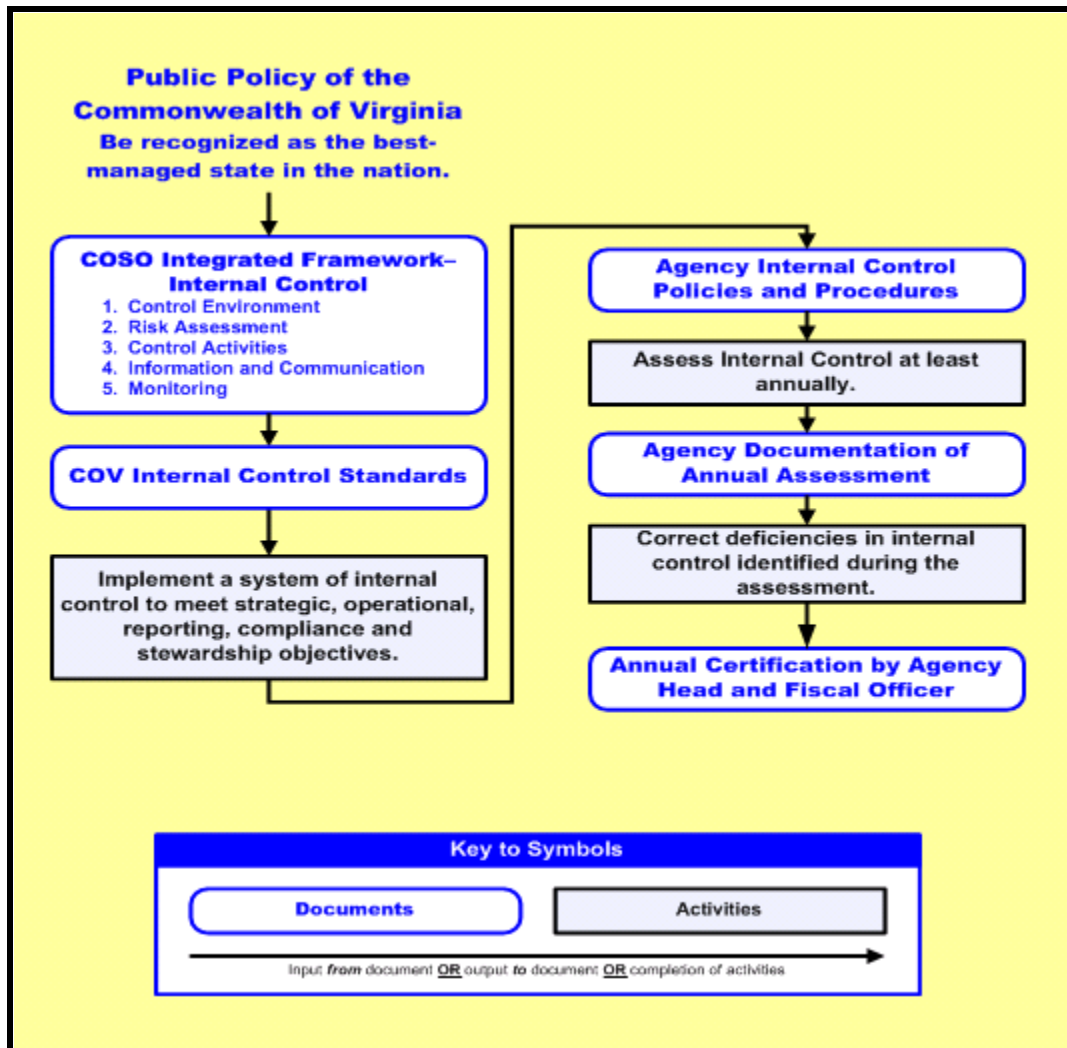 Public Policy of the
Commonwealth of Virginia
Be recognized as the best-
managed state in the nation.
COSO Integrated Framework–
Internal Control
1. Control Environment
2. Risk Assessment
3. Control Activities
4. Information and Communication
5. Monitoring
COV Internal Control Standards
Implement a system of internal
control to meet strategic, operational,
reporting, compliance and
stewardship objectives.
Agency Internal Control
Policies and Procedures
Assess Internal Control at least
annually.
Agency Documentation of
Annual Assessment
Correct deficiencies in internal
control identified during the
assessment.
Annual Certification by Agency
Head and Fiscal Officer
Key to Symbols
Documents
Activities
Input from document OR output to document OR completion of activities